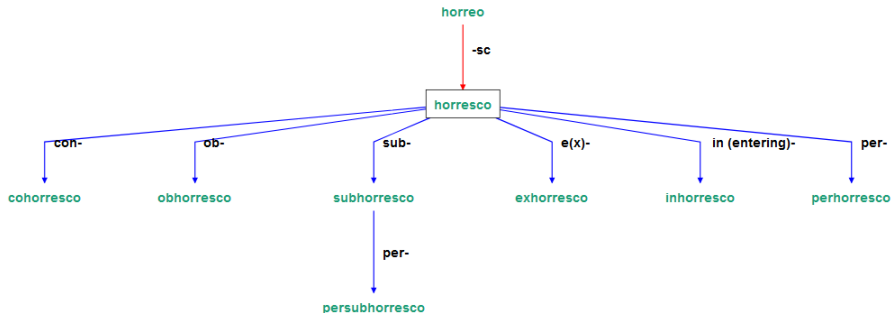 horreo
-sc
horresco
con- ob- sub- e(x)- in (entering)- per-
cohorresco obhorresco subhorresco exhorresco inhorresco perhorresco
per-
persubhorresco